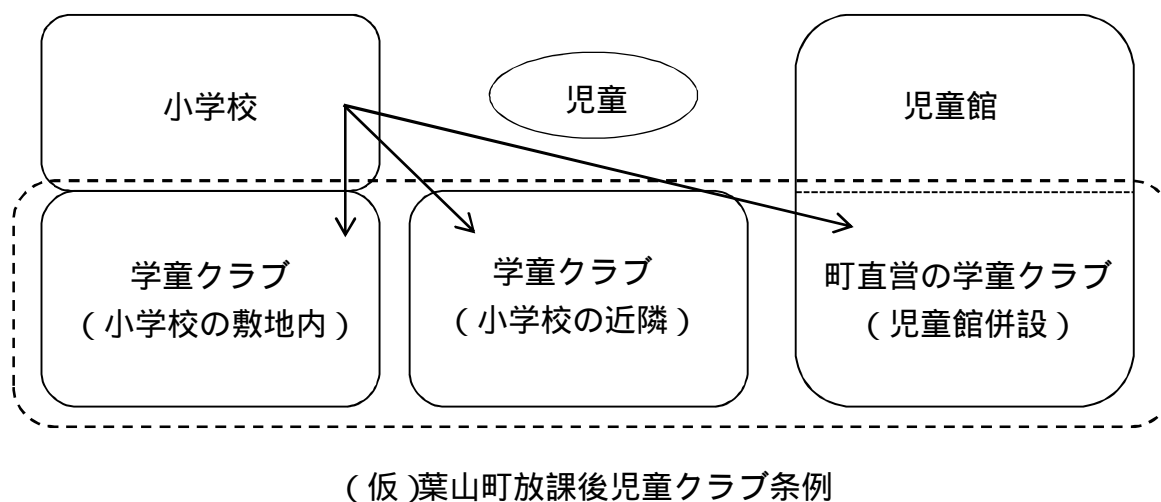 小学校
児童
児童館
学童クラブ
（小学校の敷地内）
学童クラブ
（小学校の近隣）
町直営の学童クラブ
（児童館併設）
（仮）葉山町放課後児童クラブ条例